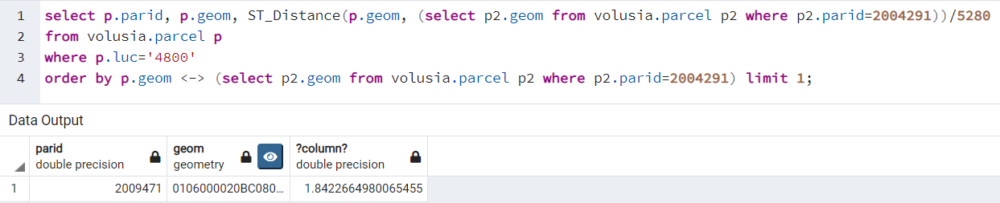 1 select p.parid, p.geom, ST_Distance(p.geom, (select p2.geom from volusia.parcel p2 where p2.parid=2004291))/5280
2 from volusia.parcel p
3 where p.luc='4800'
4 order by p.geom <-> (select p2.geom from volusia.parcel p2 where p2.parid=2004291) limit 1;
Data Output
parid geom ?column?
double precision geometry double precision
1 2009471 0106000020BC080... 1.8422664980065455